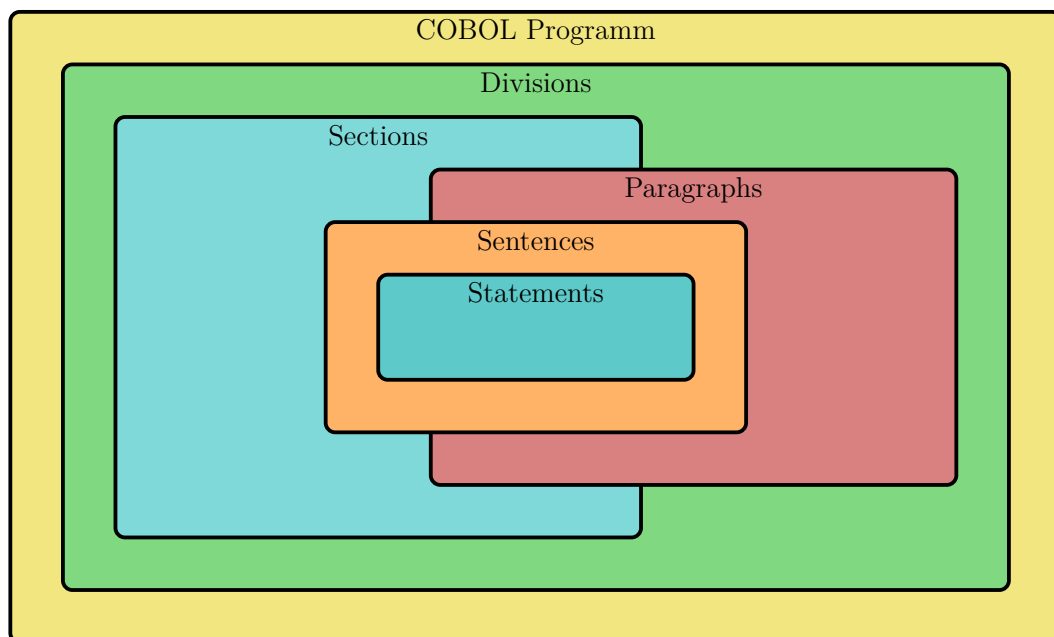 COBOL Programm
Divisions
Sections
Paragraphs
Sentences
Statements